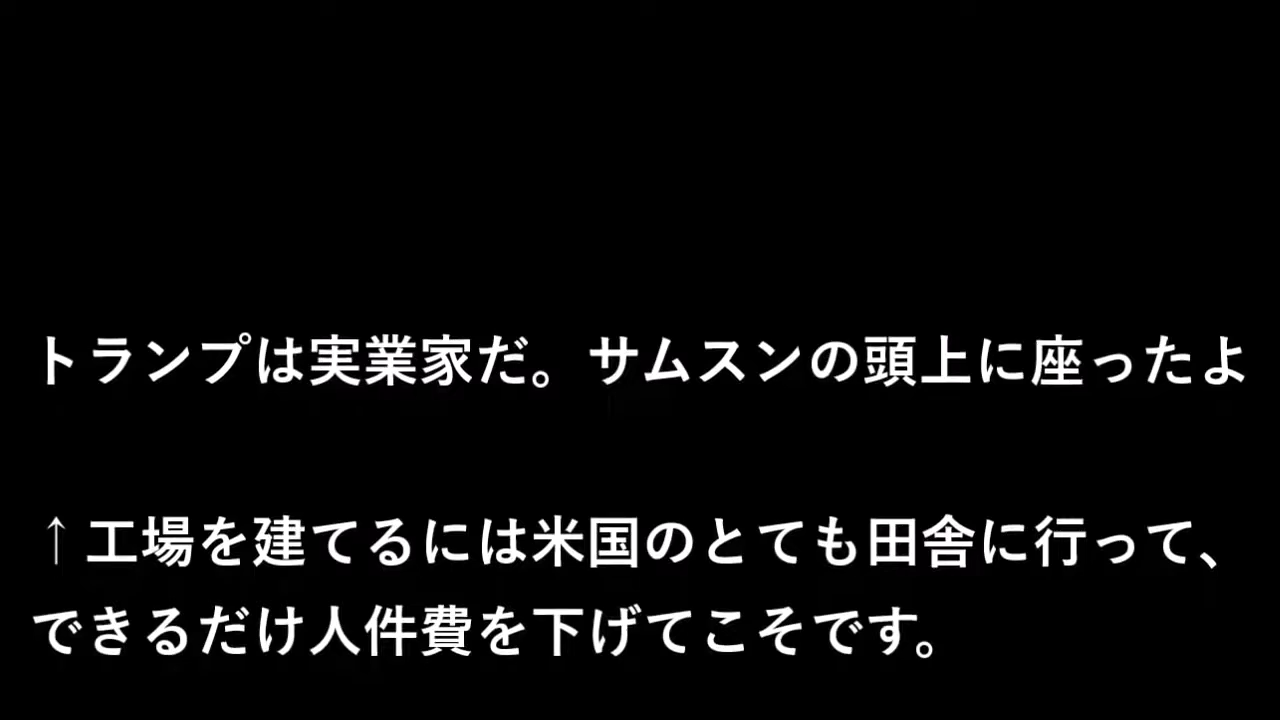 トランプは実業家だ。サムスンの頭上に座ったよ
↑工場を建てるには米国のとても田舎に行って、
できるだけ人件費を下げてこそです。